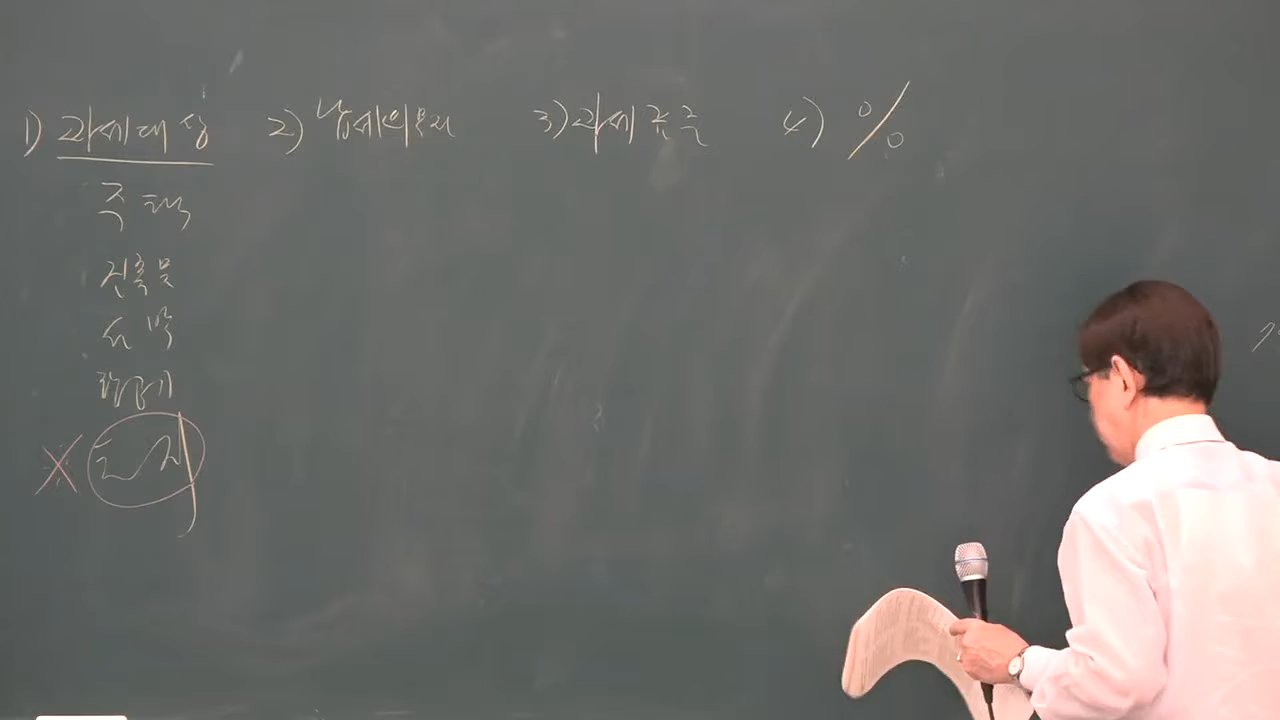 1) 과세대상 2) 납세의무자 3) 과세표준 4) %
주택
건축물
선박
항공기
※ 토지